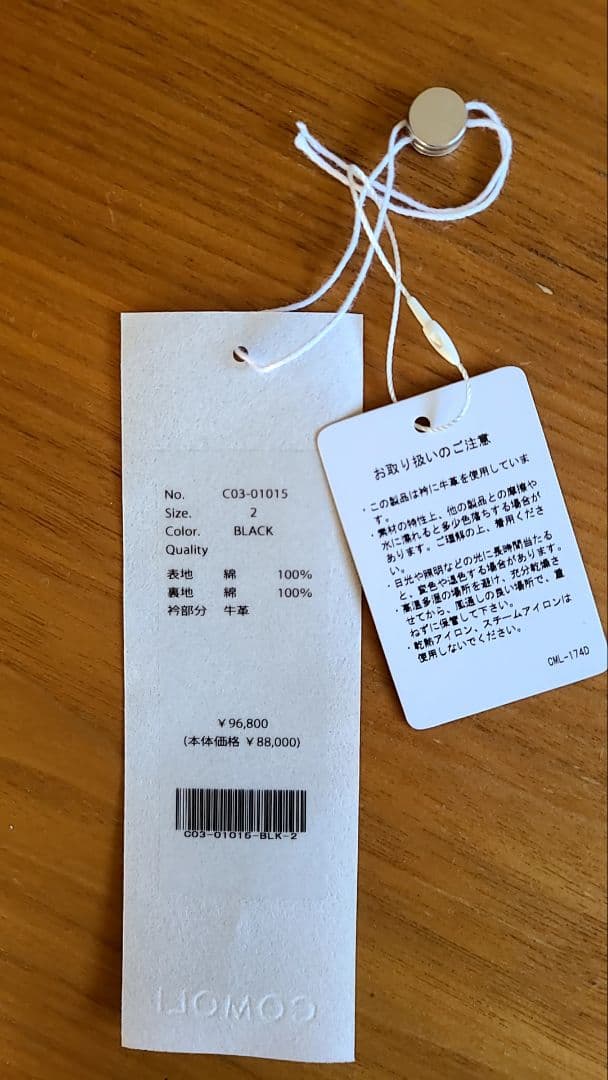 No. C03-01015
Size. 2
Color. BLACK
Quality
表地 綿 100%
裏地 綿 100%
衿部分 牛革
¥96,800
(本体価格 ¥88,000)
C03-01015-BLK-2
COMOLI
お取り扱いのご注意
・この製品は衿に牛革を使用していま
す。
・素材の特性上、他の製品との摩擦や
水に濡れると多少色落ちする場合が
あります。ご理解の上、着用くださ
い。
・日光や照明などの光に長時間当たる
と、変色や退色する場合があります。
・高温多湿の場所を避け、充分乾燥さ
せてから、風通しの良い場所で、重
ねずに保管して下さい。
・乾熱アイロン、スチームアイロンは
使用しないでください。
CML-174D